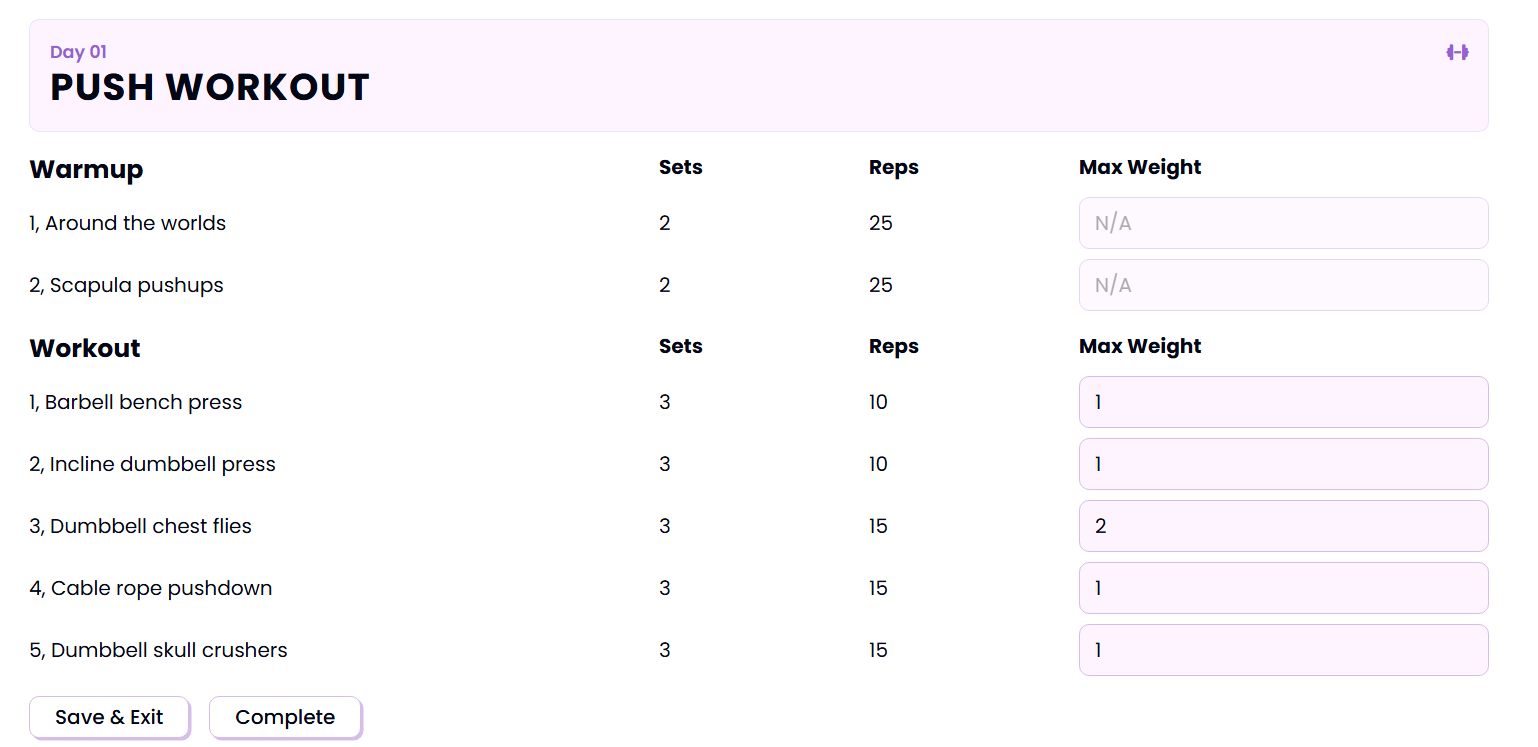 Day 01
PUSH WORKOUT
Warmup Sets Reps Max Weight
1, Around the worlds 2 25 N/A
2, Scapula pushups 2 25 N/A
Workout Sets Reps Max Weight
1, Barbell bench press 3 10 1
2, Incline dumbbell press 3 10 1
3, Dumbbell chest flies 3 15 2
4, Cable rope pushdown 3 15 1
5, Dumbbell skull crushers 3 15 1
Save & Exit Complete